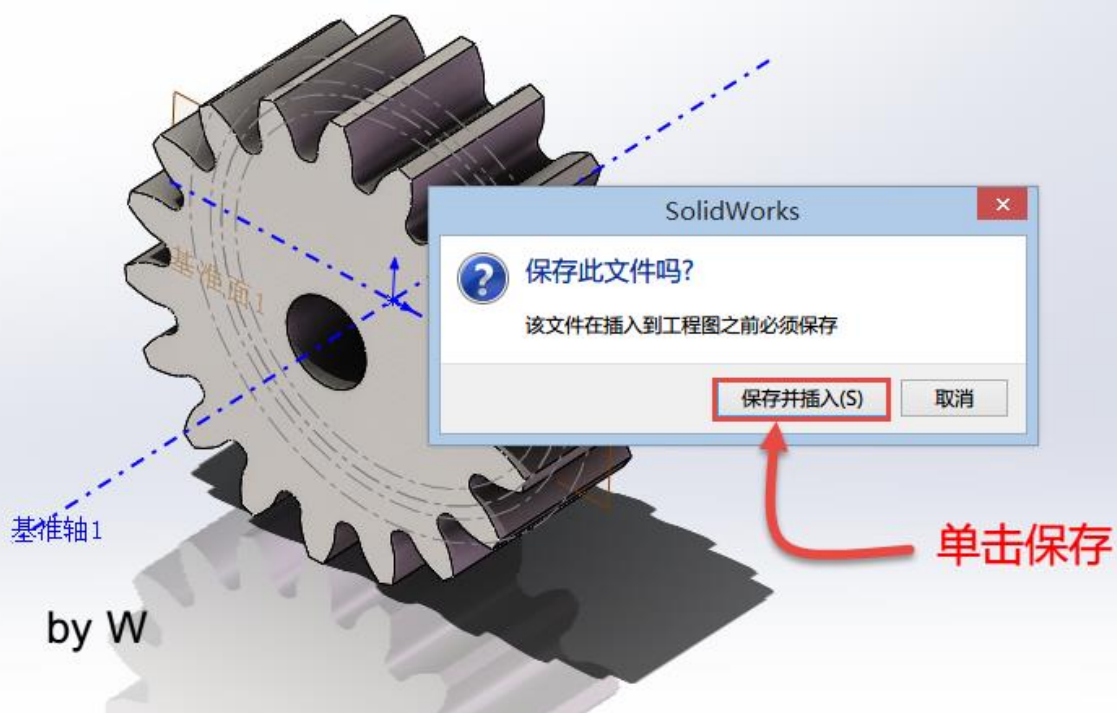 SolidWorks
保存此文件吗?
该文件在插入到工程图之前必须保存
保存并插入(S)
取消
基准面1
基准轴1
单击保存
by W